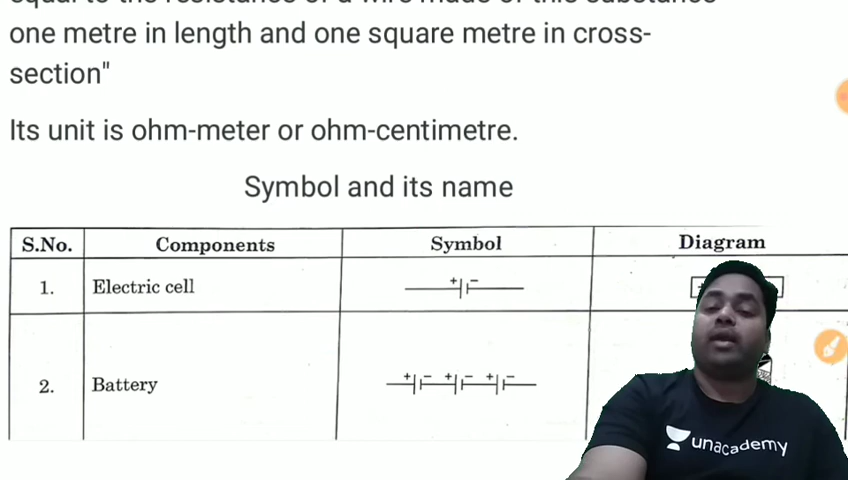 one metre in length and one square metre in cross-
section"
Its unit is ohm-meter or ohm-centimetre.
Symbol and its name
S.No. Components Symbol Diagram
1. Electric cell
2. Battery
unacademy